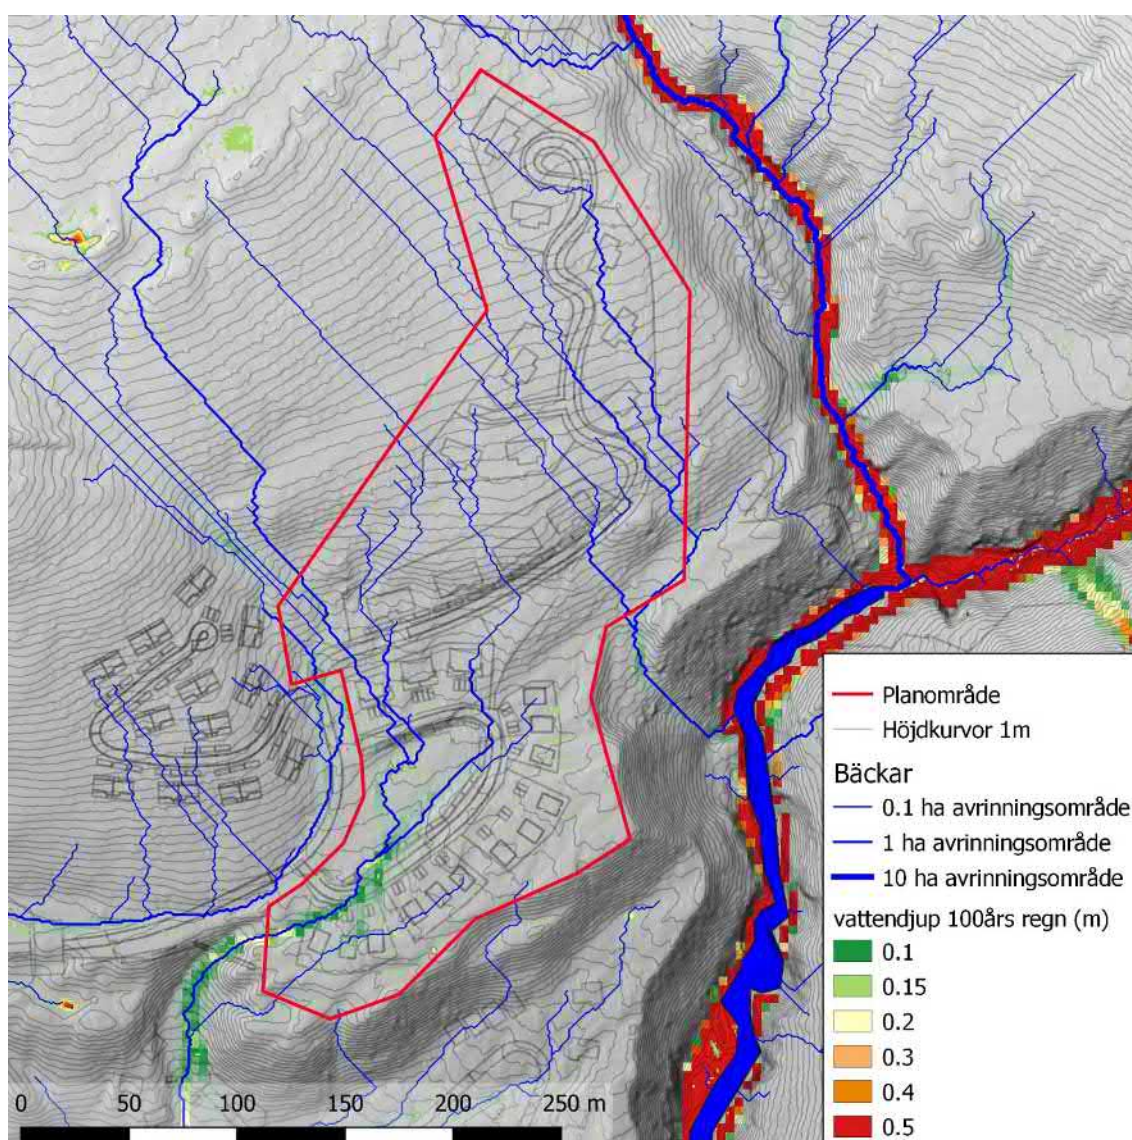 Planområde
Höjdkurvor 1m
Bäckar
0.1 ha avrinningsområde
1 ha avrinningsområde
10 ha avrinningsområde
vattendjup 100års regn (m)
0.1
0.15
0.2
0.3
0.4
0.5
0 50 100 150 200 250 m